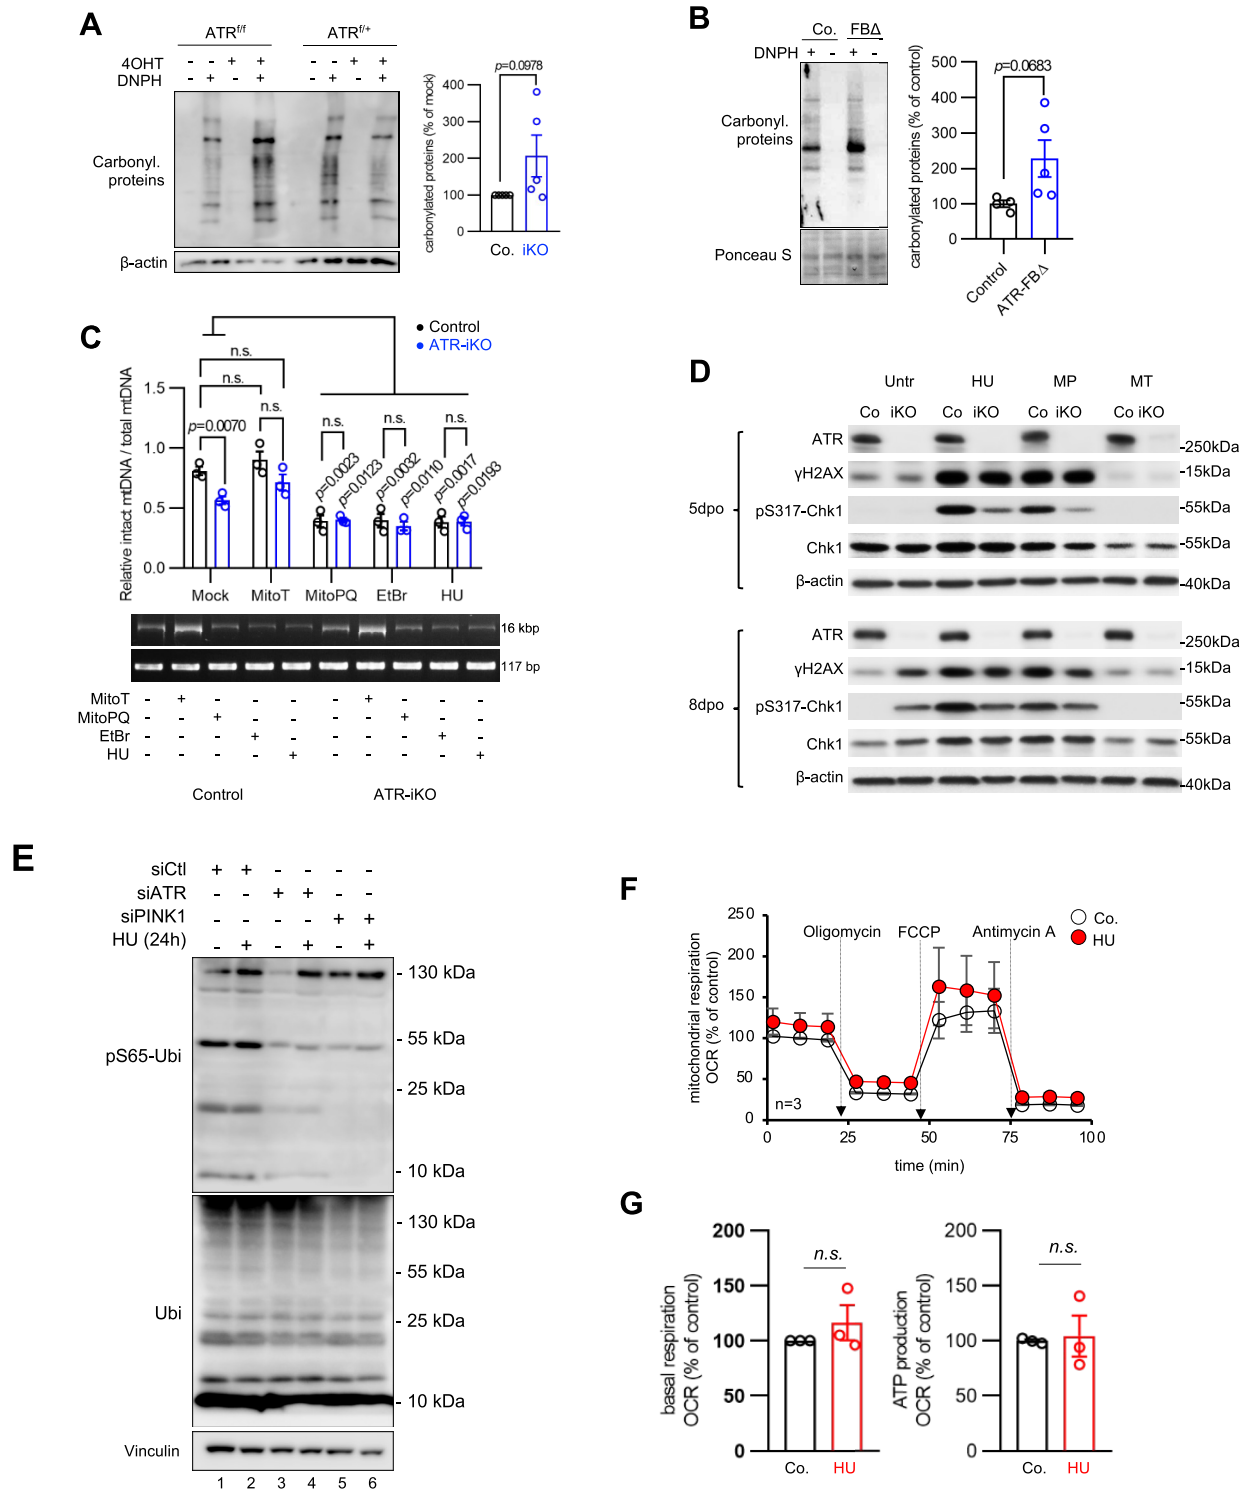 A
ATRf/f ATRf/+
4OHT - - + + - - + +
DNPH - + - + - + - +
Carbonyl.
proteins
β-actin
carbonylated proteins (% of mock)
p=0.0978
400
300
200
100
0
Co. iKO
B
Co. FBΔ
DNPH + - + -
Carbonyl.
proteins
Ponceau S
carbonylated proteins (% of control)
p=0.0683
500
400
300
200
100
0
Control
ATR-FBΔ
C
Control
ATR-iKO
Relative intact mtDNA / total mtDNA
n.s.
n.s.
1.5
1.0
0.5
0.0
p=0.0070
n.s.
n.s.
n.s.
n.s.
p=0.0023
p=0.0123
p=0.0032
p=0.0110
p=0.0017
p=0.0193
Mock MitoT MitoPQ EtBr HU
16 kbp
117 bp
MitoT - + - - - - + - - -
MitoPQ - - + - - - - + - -
EtBr - - - + - - - - + -
HU - - - - + - - - - +
Control ATR-iKO
D
Untr HU MP MT
Co iKO Co iKO Co iKO Co iKO
5dpo
ATR -250kDa
γH2AX -15kDa
pS317-Chk1 -55kDa
Chk1 -55kDa
β-actin -40kDa
8dpo
ATR -250kDa
γH2AX -15kDa
pS317-Chk1 -55kDa
Chk1 -55kDa
β-actin -40kDa
E
siCtl + + - - - -
siATR - - + + - -
siPINK1 - - - - + +
HU (24h) - + - + - +
pS65-Ubi
- 130 kDa
- 55 kDa
- 25 kDa
- 10 kDa
Ubi
- 130 kDa
- 55 kDa
- 25 kDa
- 10 kDa
Vinculin
1 2 3 4 5 6
F
mitochondrial respiration
OCR (% of control)
250
200
150
100
50
0
Oligomycin FCCP Antimycin A
Co.
HU
n=3
0 25 50 75 100
time (min)
G
basal respiration
OCR (% of control)
200
150
100
50
0
n.s.
Co. HU
ATP production
OCR (% of control)
200
150
100
50
0
n.s.
Co. HU